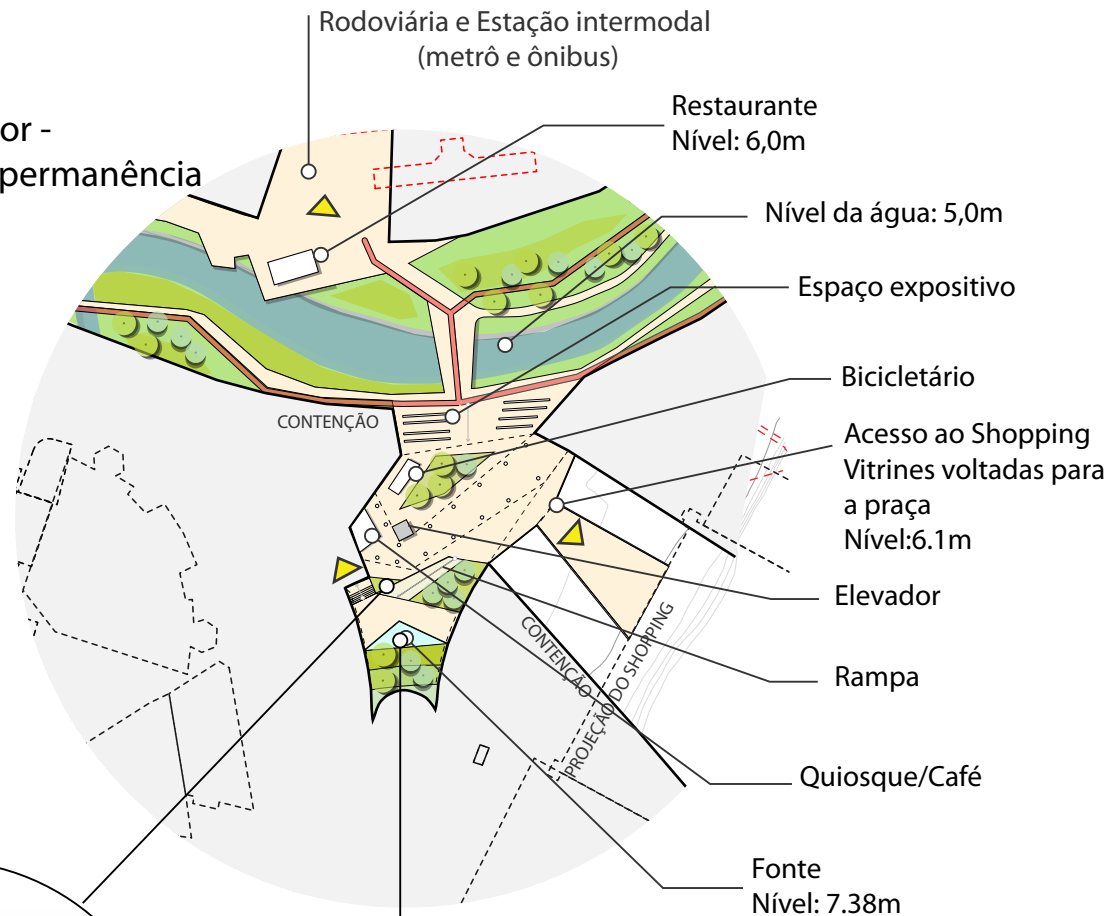 Rodoviária e Estação intermodal
(metrô e ônibus)
or -
permanência
Restaurante
Nível: 6,0m
Nível da água: 5,0m
Espaço expositivo
Bicicletário
CONTENÇÃO
Acesso ao Shopping
Vitrines voltadas para
a praça
Nível:6.1m
Elevador
CONTENÇÃO
PROJEÇÃO DO SHOPPING
Rampa
Quiosque/Café
Fonte
Nível: 7.38m